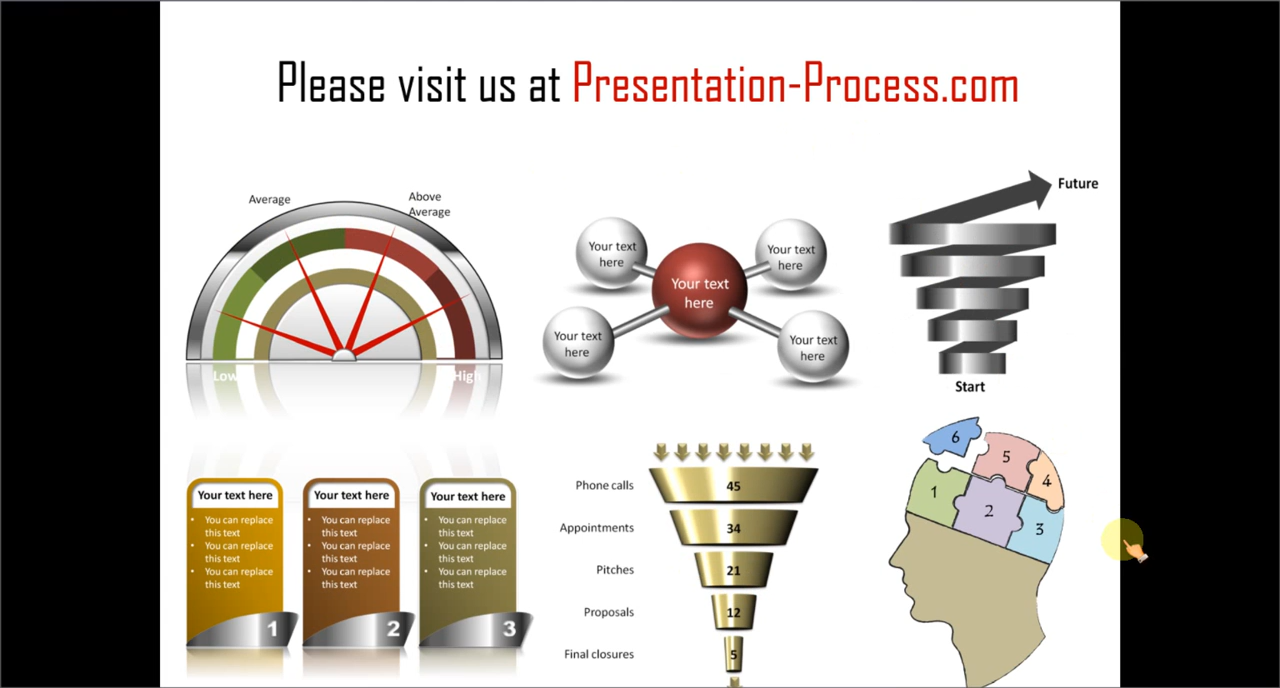 Please visit us at Presentation-Process.com
Average
Above
Average
Low
High
Your text
here
Your text
here
Your text
here
Your text
here
Your text
here
Future
Start
Your text here
• You can replace
this text
• You can replace
this text
• You can replace
this text
1
Your text here
• You can replace
this text
• You can replace
this text
• You can replace
this text
2
Your text here
• You can replace
this text
• You can replace
this text
• You can replace
this text
3
Phone calls 45
Appointments 34
Pitches 21
Proposals 12
Final closures 5
6
5
4
1
2
3